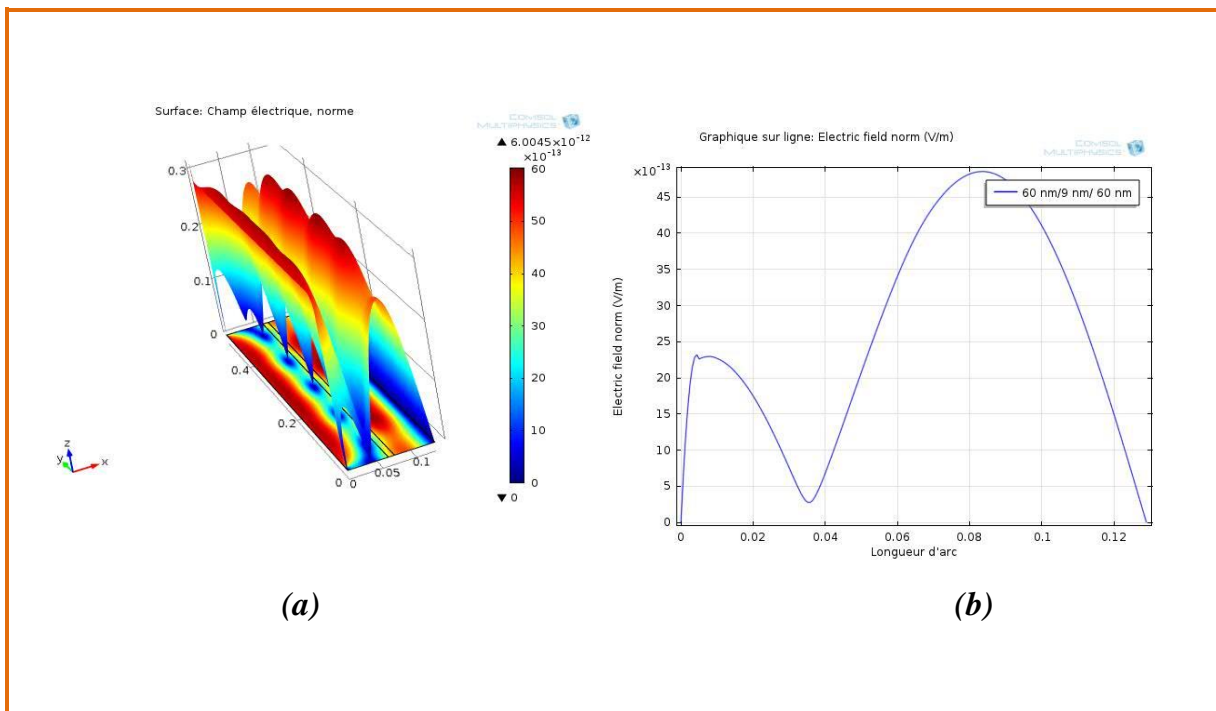 Surface: Champ électrique, norme
COMSOL
MULTIPHYSICS
▲ 6.0045×10⁻¹²
×10⁻¹³
60
50
40
30
20
10
0
▼ 0
0.3
0.2
0.1
0
0.4
0.2
0
0
0.05
0.1
z
y
x
(a)
Graphique sur ligne: Electric field norm (V/m)
COMSOL
MULTIPHYSICS
×10⁻¹³
60 nm/9 nm/ 60 nm
45
40
35
30
25
20
15
10
5
0
Electric field norm (V/m)
0
0.02
0.04
0.06
0.08
0.1
0.12
Longueur d'arc
(b)